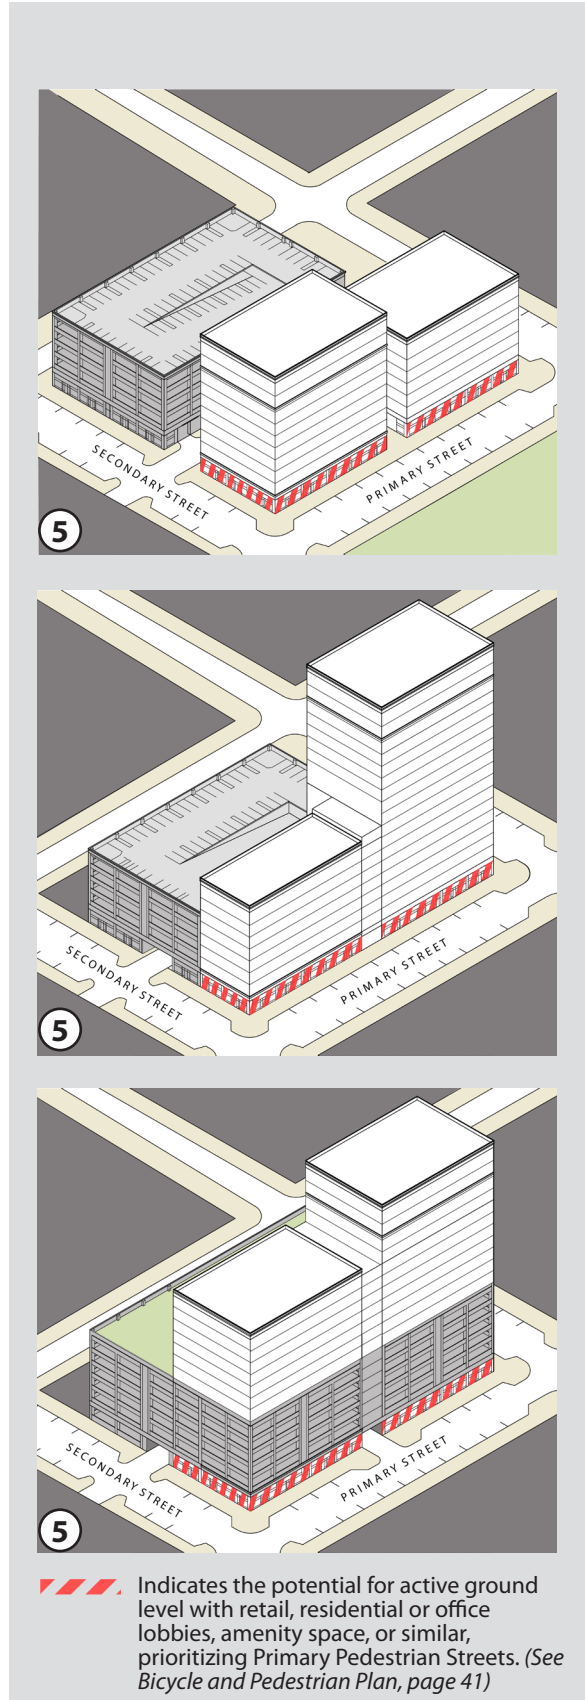 SECONDARY STREET
PRIMARY STREET
5
SECONDARY STREET
PRIMARY STREET
5
SECONDARY STREET
PRIMARY STREET
5
Indicates the potential for active ground
level with retail, residential or office
lobbies, amenity space, or similar,
prioritizing Primary Pedestrian Streets. (See
Bicycle and Pedestrian Plan, page 41)